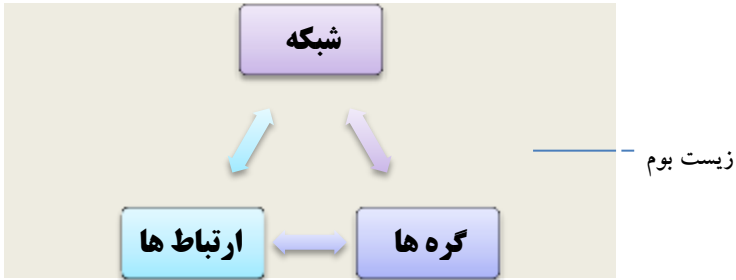 شبکه
زیست بوم
گره ها
ارتباط ها